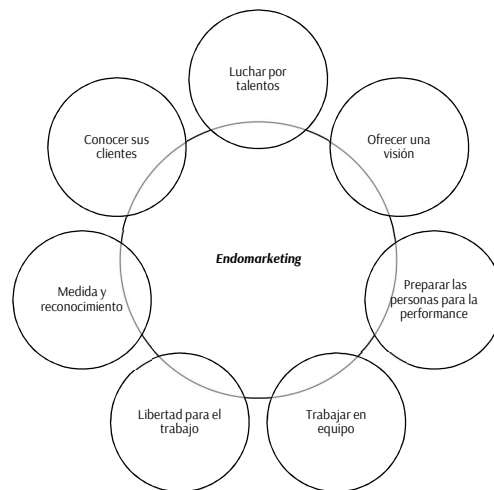 Luchar por
talentos
Ofrecer una
visión
Preparar las
personas para la
performance
Trabajar en
equipo
Libertad para el
trabajo
Medida y
reconocimiento
Conocer sus
clientes
Endomarketing